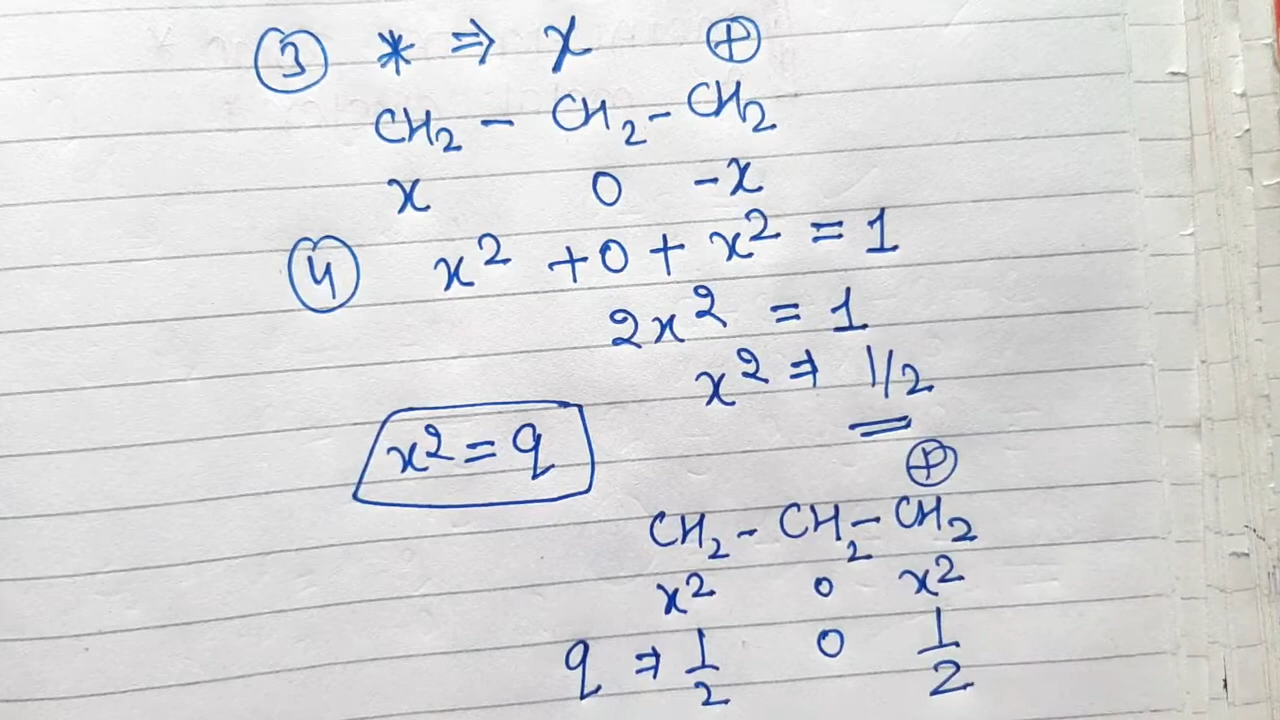 ③ * ⇒ x ⊕
CH₂ - CH₂ - CH₂
x 0 -x
④ x² + 0 + x² = 1
2x² = 1
x² ⇒ 1/2
x² = q
⊕
CH₂ - CH₂ - CH₂
x² 0 x²
q ⇒ 1/2 0 1/2